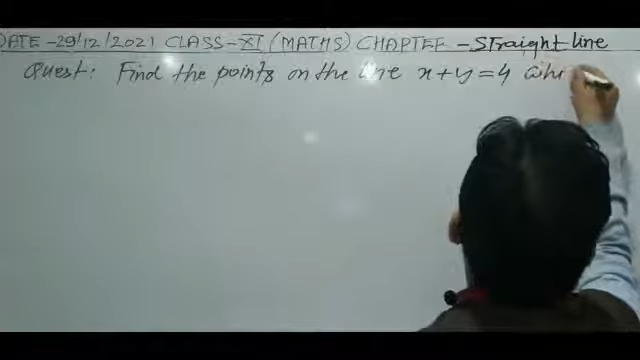 DATE - 29/12/2021 CLASS - XI (MATHS) CHAPTER - Straight line
Quest: Find the points on the line x + y = 4 whi